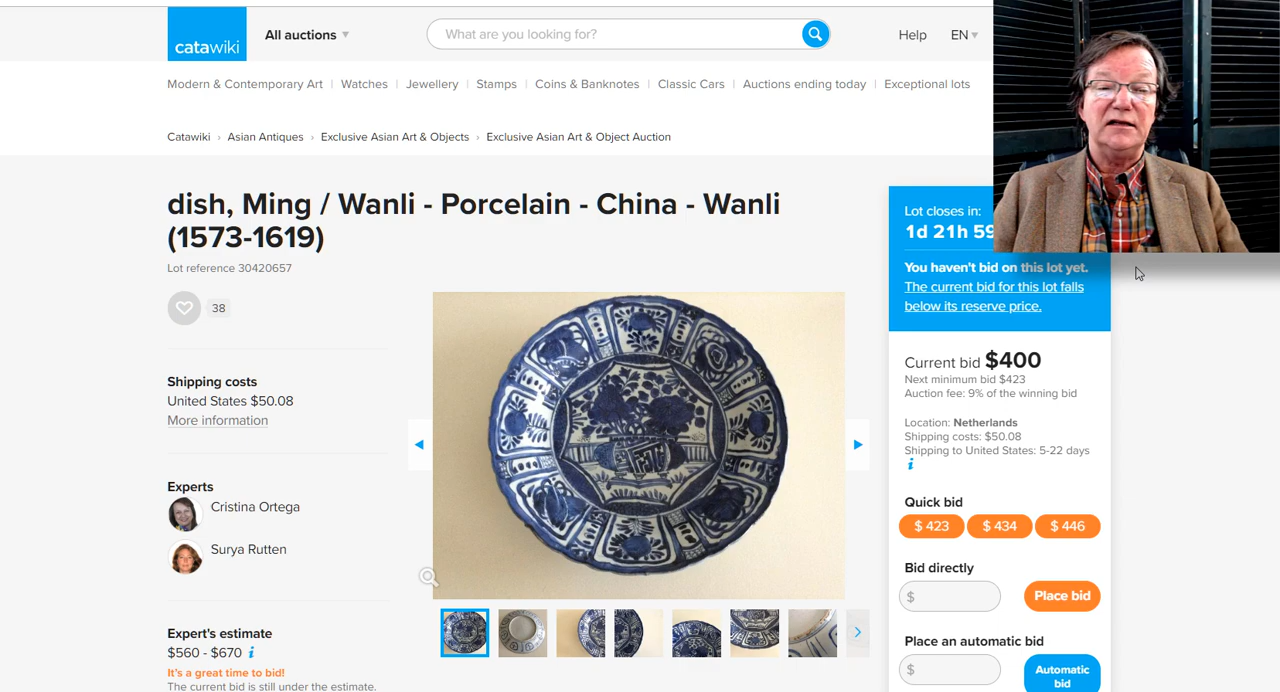 catawiki
All auctions
What are you looking for?
Help
EN
Modern & Contemporary Art
Watches
Jewellery
Stamps
Coins & Banknotes
Classic Cars
Auctions ending today
Exceptional lots
Catawiki › Asian Antiques › Exclusive Asian Art & Objects › Exclusive Asian Art & Object Auction
dish, Ming / Wanli - Porcelain - China - Wanli
(1573-1619)
Lot reference 30420657
38
Shipping costs
United States $50.08
More information
Experts
Cristina Ortega
Surya Rutten
Expert's estimate
$560 - $670
It's a great time to bid!
The current bid is still under the estimate.
Lot closes in:
1d 21h 59
You haven't bid on this lot yet.
The current bid for this lot falls
below its reserve price.
Current bid $400
Next minimum bid $423
Auction fee: 9% of the winning bid
Location: Netherlands
Shipping costs: $50.08
Shipping to United States: 5-22 days
Quick bid
$ 423
$ 434
$ 446
Bid directly
$
Place bid
Place an automatic bid
$
Automatic
bid